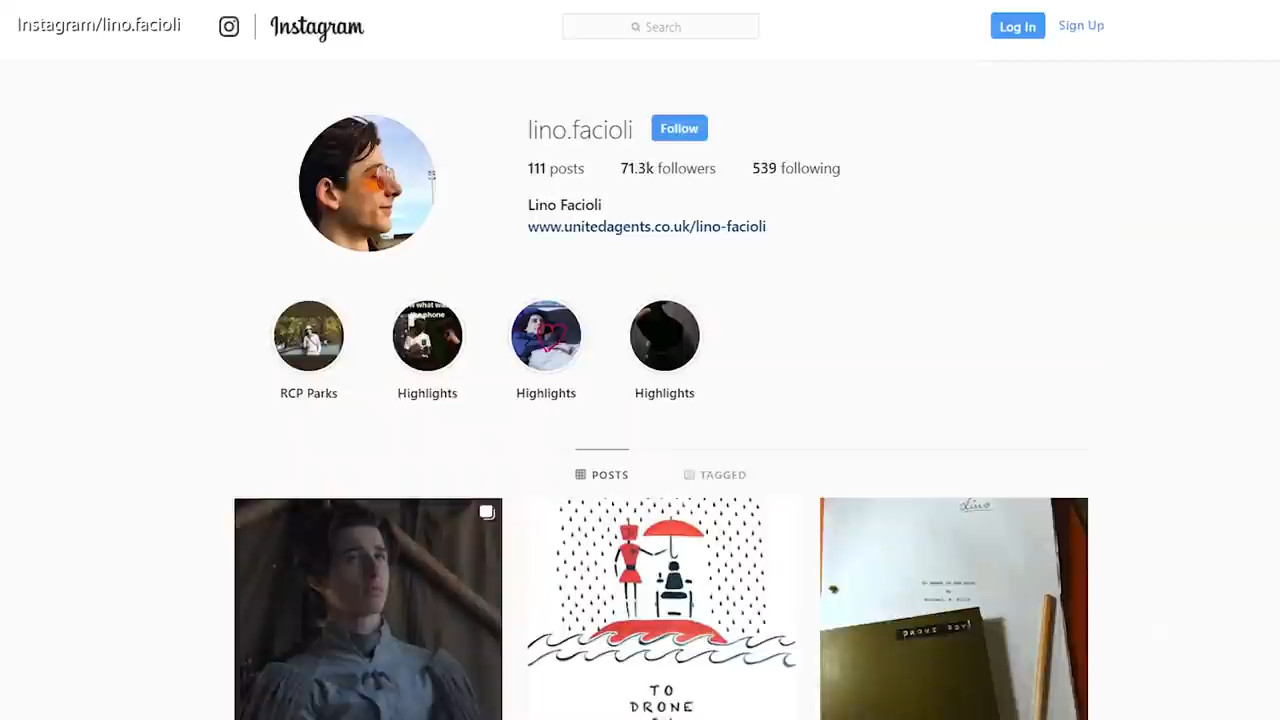 Instagram/lino.facioli
Instagram
Search
Log In
Sign Up
lino.facioli
Follow
111 posts
71.3k followers
539 following
Lino Facioli
www.unitedagents.co.uk/lino-facioli
RCP Parks
Highlights
Highlights
Highlights
POSTS
TAGGED
Lino
TO
DRONE